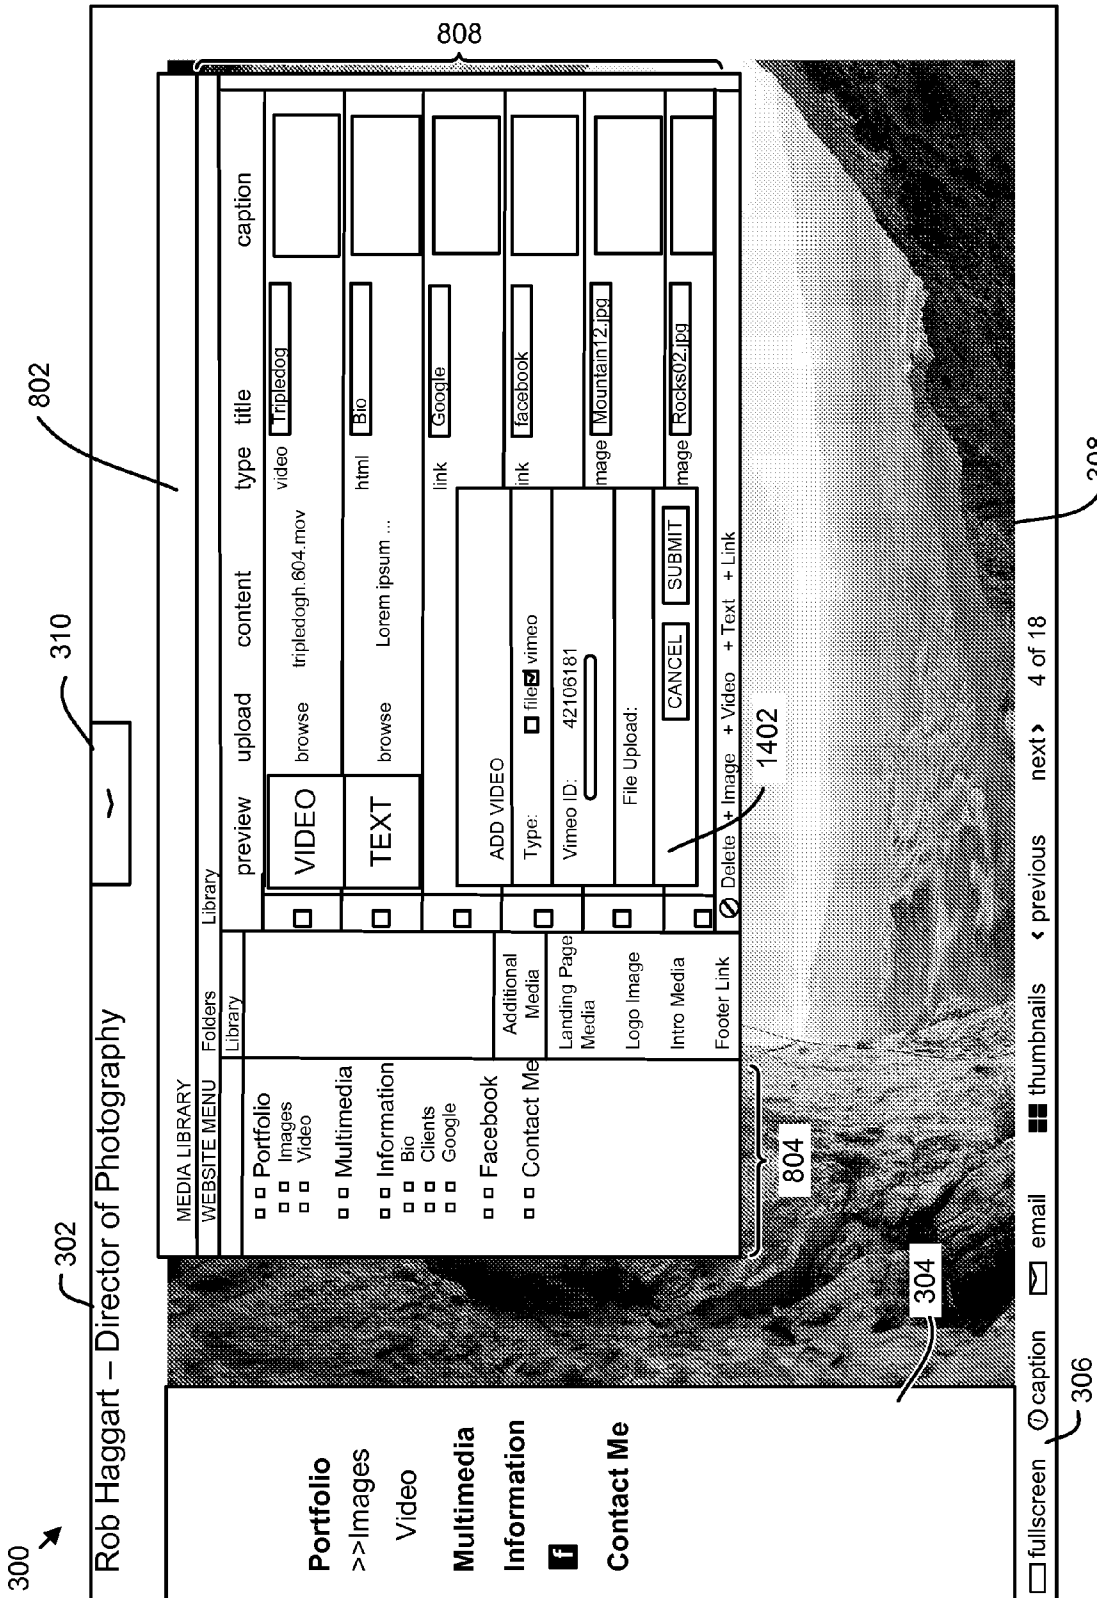 300
302
Rob Haggart – Director of Photography
310
802
808
MEDIA LIBRARY
WEBSITE MENU Folders Library
Library
preview upload content type title caption
Portfolio
Images
Video
Multimedia
Information
Bio
Clients
Google
Facebook
Contact Me
Additional
Media
Landing Page
Media
Logo Image
Intro Media
Footer Link
VIDEO browse tripledogh.604.mov video Tripledog
TEXT browse Lorem ipsum ... html Bio
link Google
ink facebook
mage Mountain12.jpg
mage Rocks02.jpg
ADD VIDEO
Type: file vimeo
Vimeo ID: 42106181
File Upload:
CANCEL SUBMIT
Delete + Image + Video + Text + Link
1402
804
304
Portfolio
>>Images
Video
Multimedia
Information
f
Contact Me
fullscreen caption email thumbnails < previous next > 4 of 18
306
308